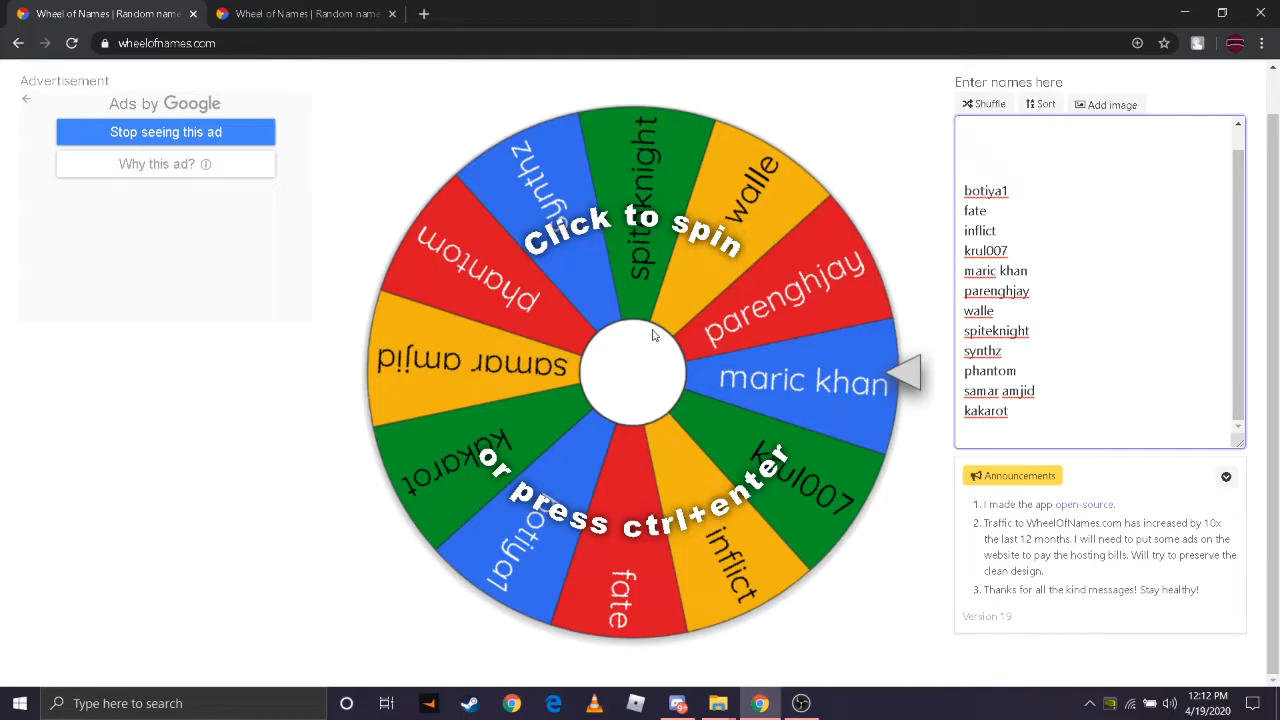 Wheel of Names | Random name
Wheel of Names | Random name
wheelofnames.com
Advertisement
Ads by Google
Stop seeing this ad
Why this ad?
Click to spin
or press ctrl+enter
spiteknight
walle
parenghjay
maric khan
krul007
inflict
fate
botiya1
kakarot
samar amjid
phantom
synthz
Enter names here
Shuffle
Sort
Add image
botiya1
fate
inflict
krul007
maric khan
parenghjay
walle
spiteknight
synthz
phantom
samar amjid
kakarot
Announcements
1. I made the app open-source.
2. Traffic to WheelOfNames.com has increased by 10x
the last 12 months. I will need to put some ads on the
website to pay the hosting bills. Will try to preserve the
clean design.
3. Thanks for all the kind messages! Stay healthy!
Version 19
Type here to search
12:12 PM
4/19/2020